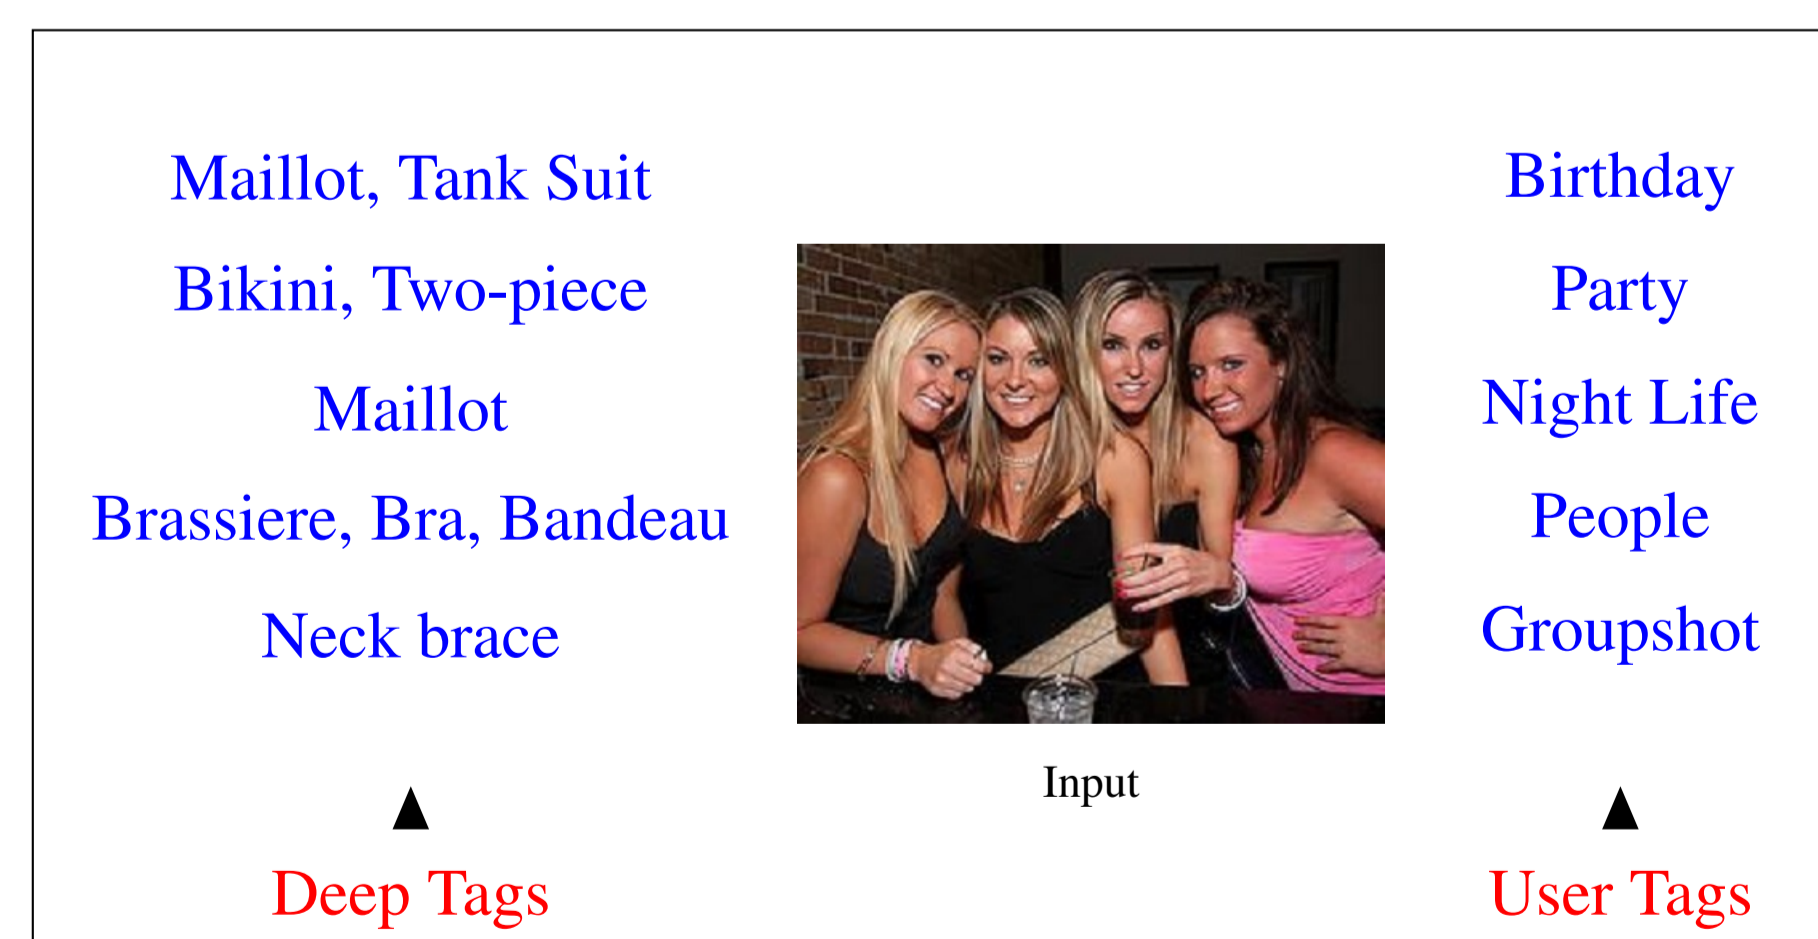 Maillot, Tank Suit
Bikini, Two-piece
Maillot
Brassiere, Bra, Bandeau
Neck brace
Deep Tags
Input
Birthday
Party
Night Life
People
Groupshot
User Tags